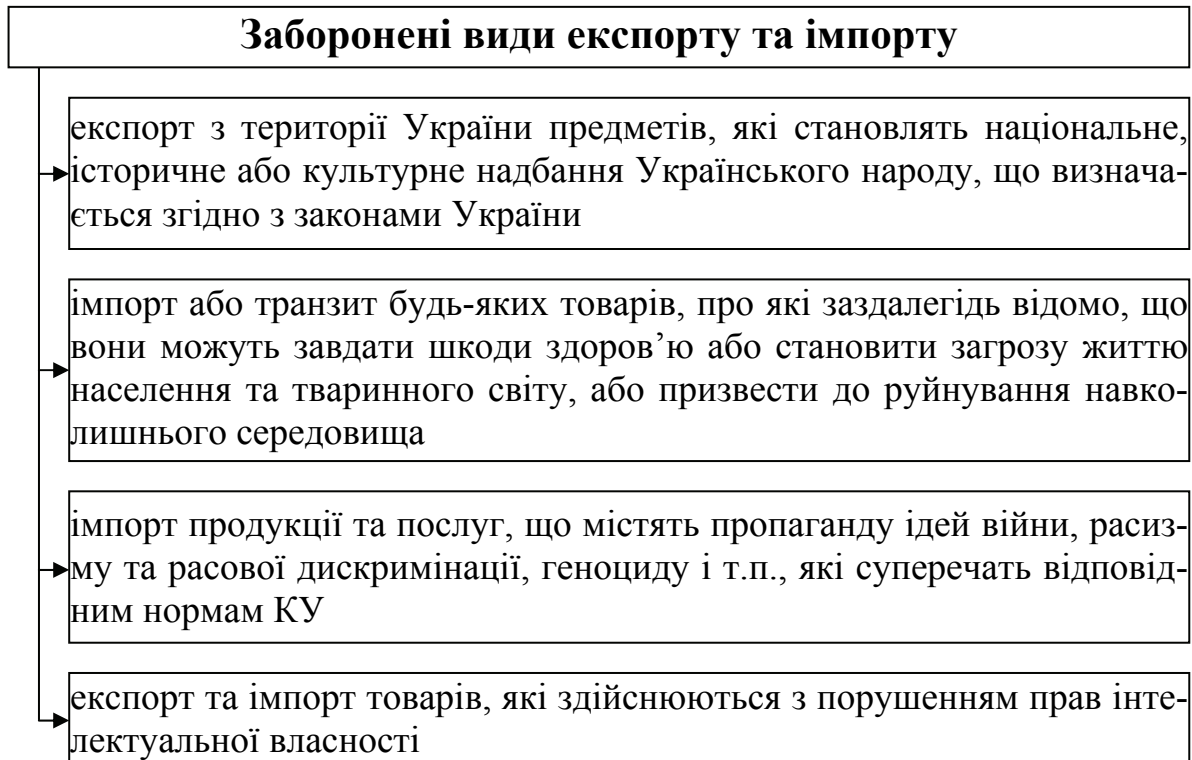 Заборонені види експорту та імпорту
експорт з території України предметів, які становлять національне,
історичне або культурне надбання Українського народу, що визнача-
ється згідно з законами України
імпорт або транзит будь-яких товарів, про які заздалегідь відомо, що
вони можуть завдати шкоди здоров’ю або становити загрозу життю
населення та тваринного світу, або призвести до руйнування навко-
лишнього середовища
імпорт продукції та послуг, що містять пропаганду ідей війни, расиз-
му та расової дискримінації, геноциду і т.п., які суперечать відповід-
ним нормам КУ
експорт та імпорт товарів, які здійснюються з порушенням прав інте-
лектуальної власності